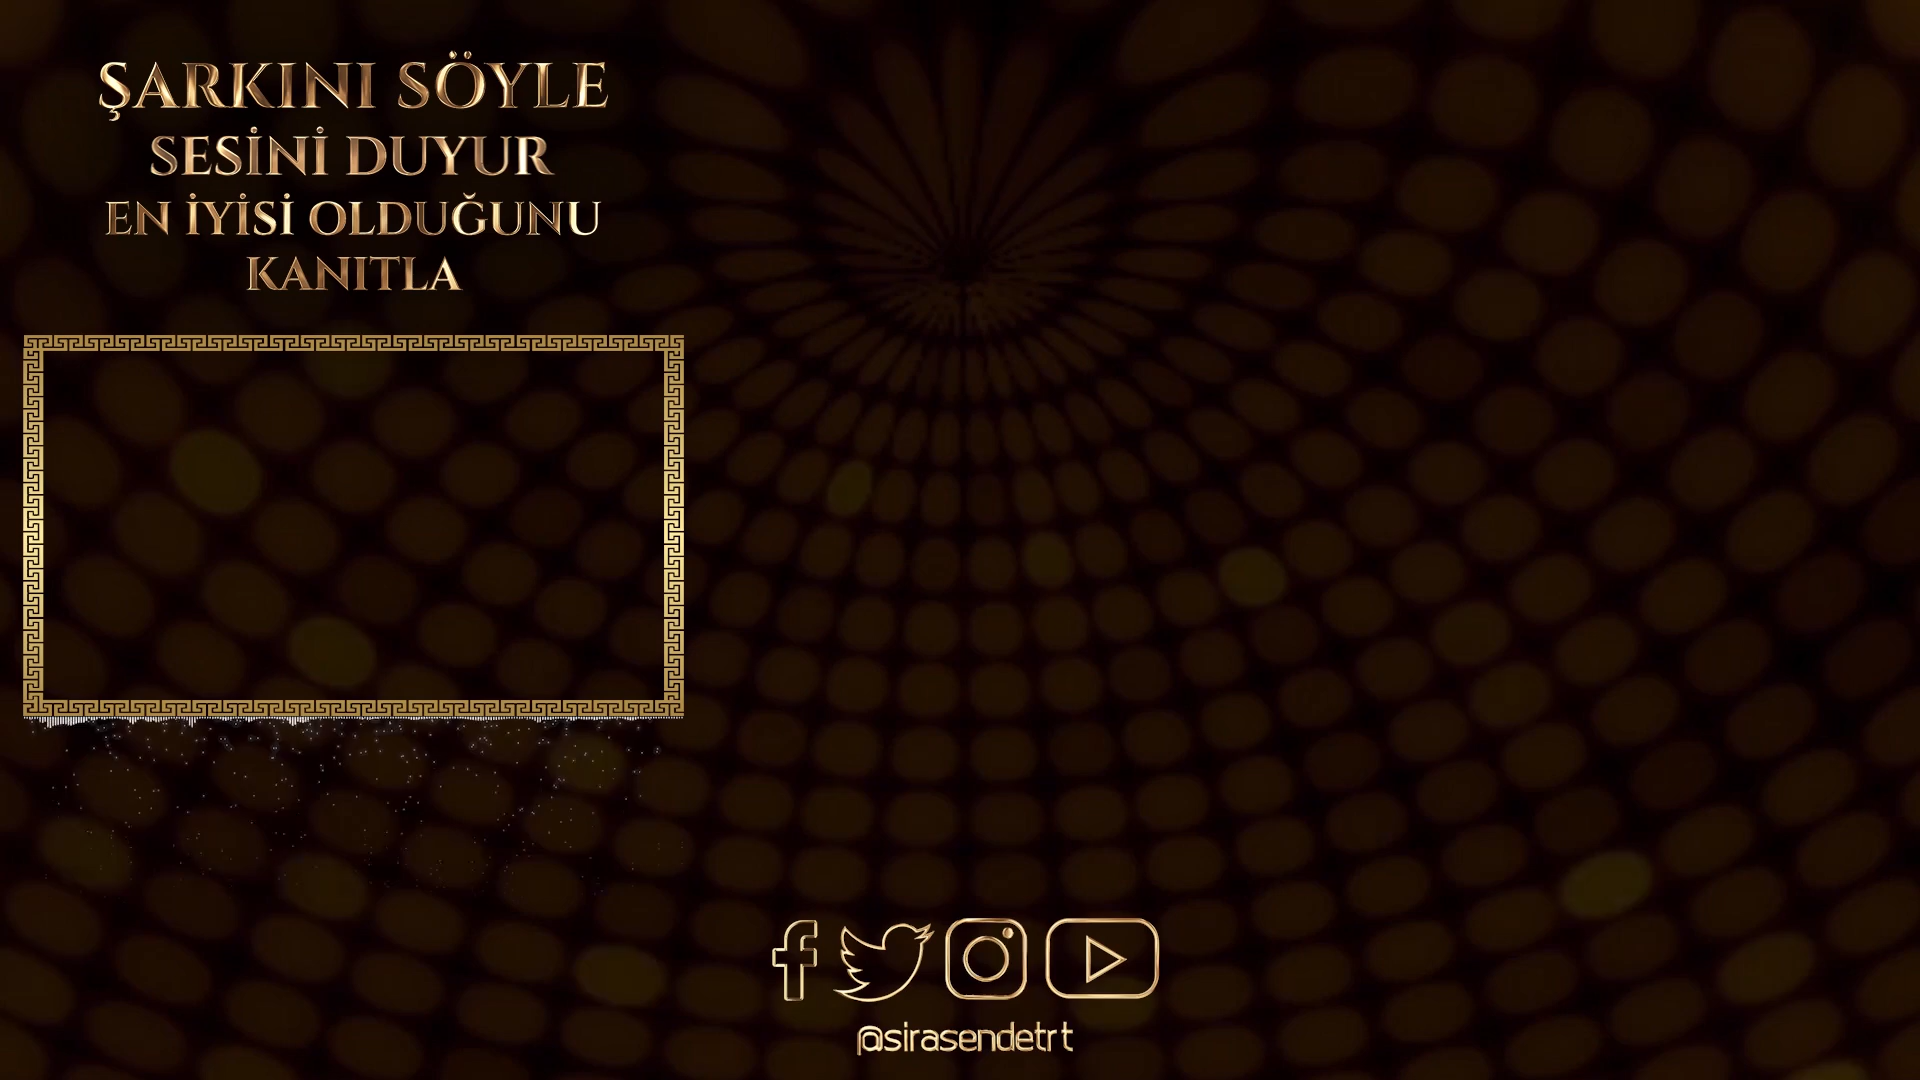 ŞARKINI SÖYLE
SESİNİ DUYUR
EN İYİSİ OLDUĞUNU
KANITLA
@sirasendetrt